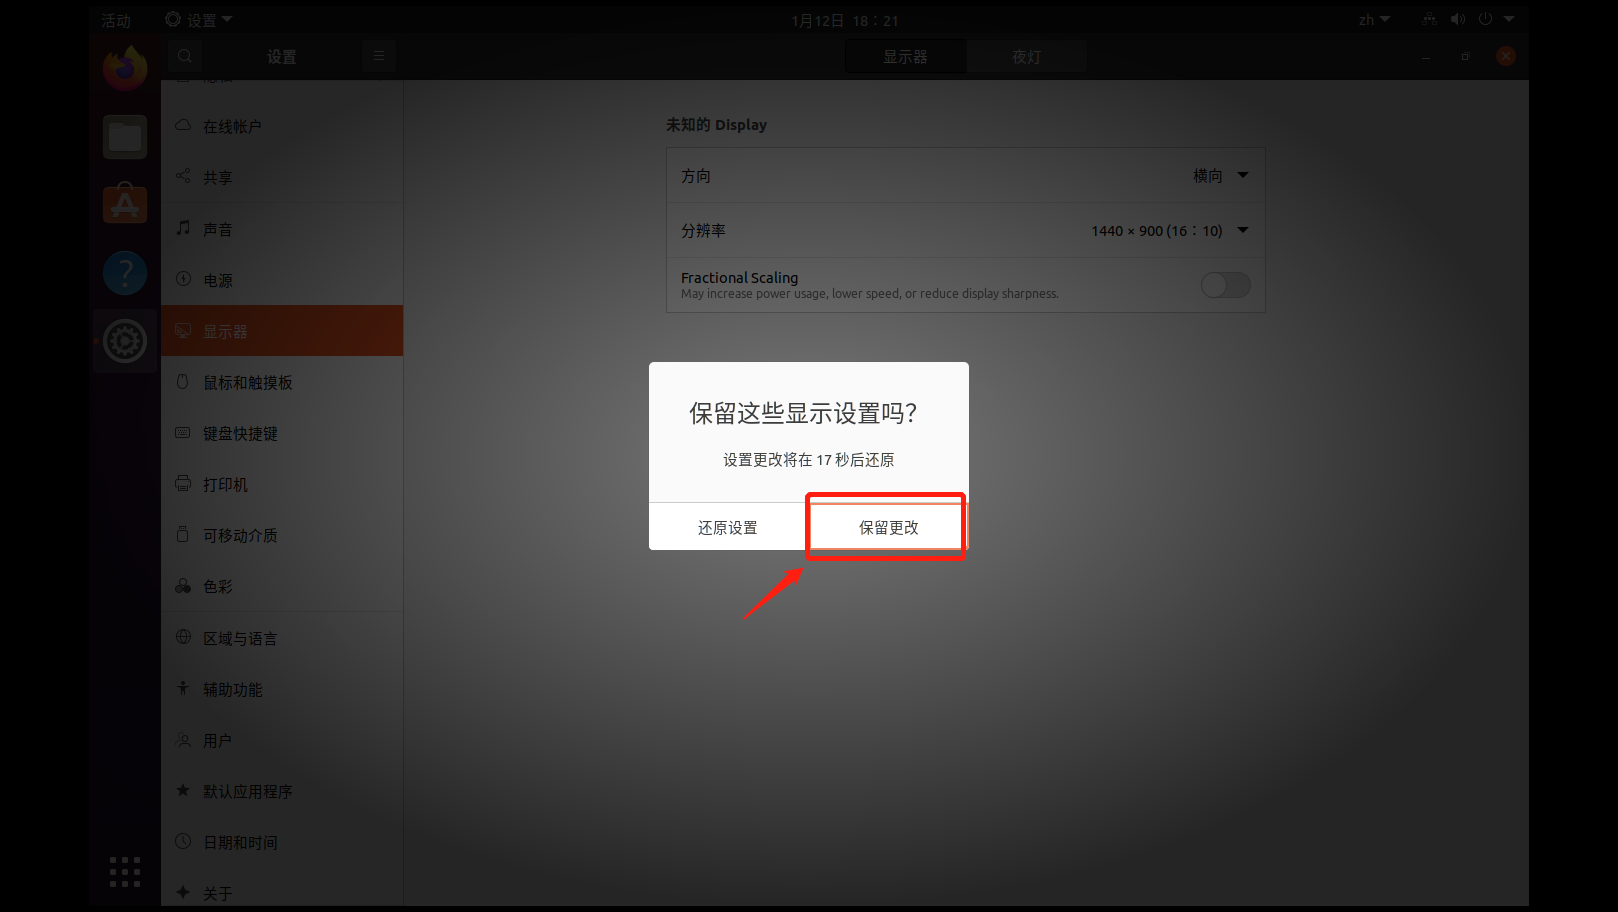 活动
设置
1月12日 18：21
zh
设置
显示器
夜灯
在线帐户
共享
声音
电源
显示器
鼠标和触摸板
键盘快捷键
打印机
可移动介质
色彩
区域与语言
辅助功能
用户
默认应用程序
日期和时间
关于
未知的 Display
方向
横向
分辨率
1440 × 900 (16：10)
Fractional Scaling
May increase power usage, lower speed, or reduce display sharpness.
保留这些显示设置吗？
设置更改将在 17 秒后还原
还原设置
保留更改